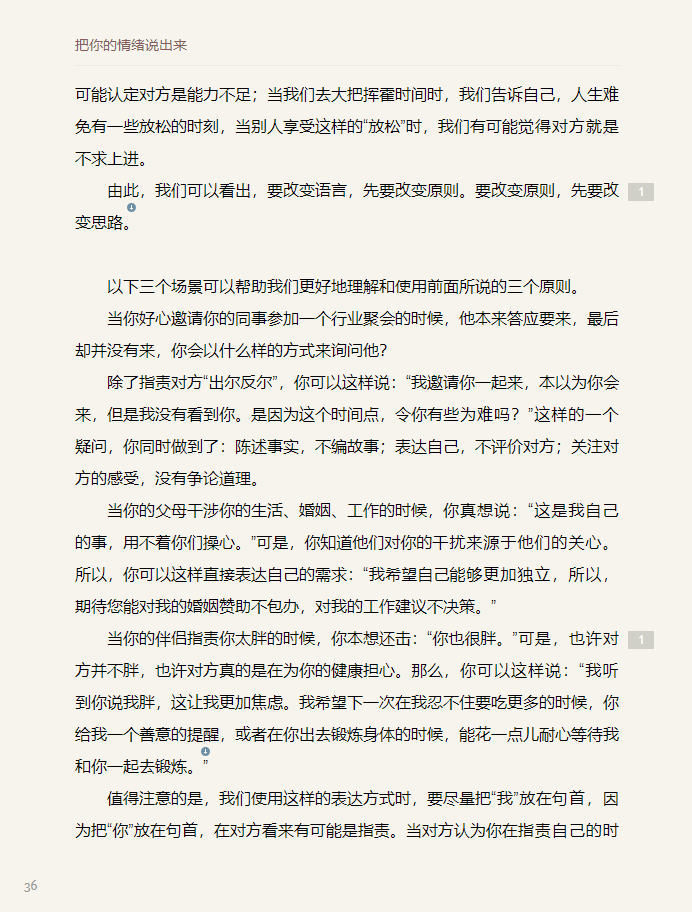 把你的情绪说出来
可能认定对方是能力不足；当我们去大把挥霍时间时，我们告诉自己，人生难
免有一些放松的时刻，当别人享受这样的“放松”时，我们有可能觉得对方就是
不求上进。
由此，我们可以看出，要改变语言，先要改变原则。要改变原则，先要改
1
变思路。
以下三个场景可以帮助我们更好地理解和使用前面所说的三个原则。
当你好心邀请你的同事参加一个行业聚会的时候，他本来答应要来，最后
却并没有来，你会以什么样的方式来询问他？
除了指责对方“出尔反尔”，你可以这样说：“我邀请你一起来，本以为你会
来，但是我没有看到你。是因为这个时间点，令你有些为难吗？”这样的一个
疑问，你同时做到了：陈述事实，不编故事；表达自己，不评价对方；关注对
方的感受，没有争论道理。
当你的父母干涉你的生活、婚姻、工作的时候，你真想说：“这是我自己
的事，用不着你们操心。”可是，你知道他们对你的干扰来源于他们的关心。
所以，你可以这样直接表达自己的需求：“我希望自己能够更加独立，所以，
期待您能对我的婚姻赞助不包办，对我的工作建议不决策。”
当你的伴侣指责你太胖的时候，你本想还击：“你也很胖。”可是，也许对
1
方并不胖，也许对方真的是在为你的健康担心。那么，你可以这样说：“我听
到你说我胖，这让我更加焦虑。我希望下一次在我忍不住要吃更多的时候，你
给我一个善意的提醒，或者在你出去锻炼身体的时候，能花一点儿耐心等待我
和你一起去锻炼。”
值得注意的是，我们使用这样的表达方式时，要尽量把“我”放在句首，因
为把“你”放在句首，在对方看来有可能是指责。当对方认为你在指责自己的时
36